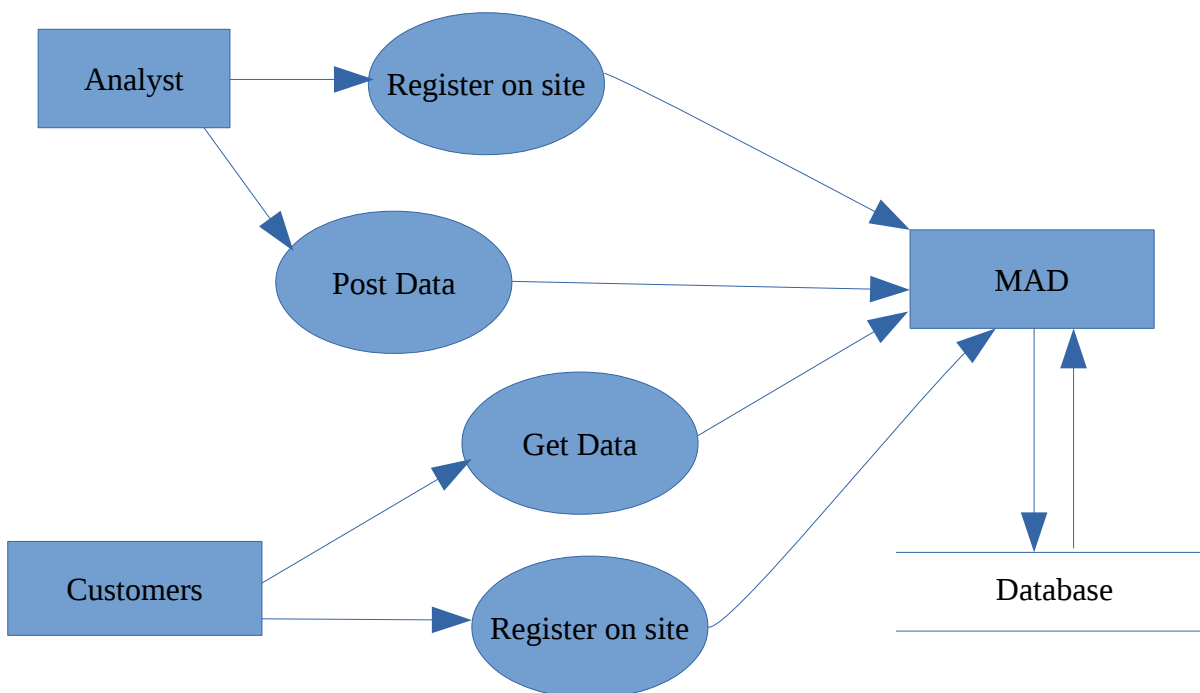 Analyst
Register on site
Post Data
MAD
Get Data
Customers
Database
Register on site